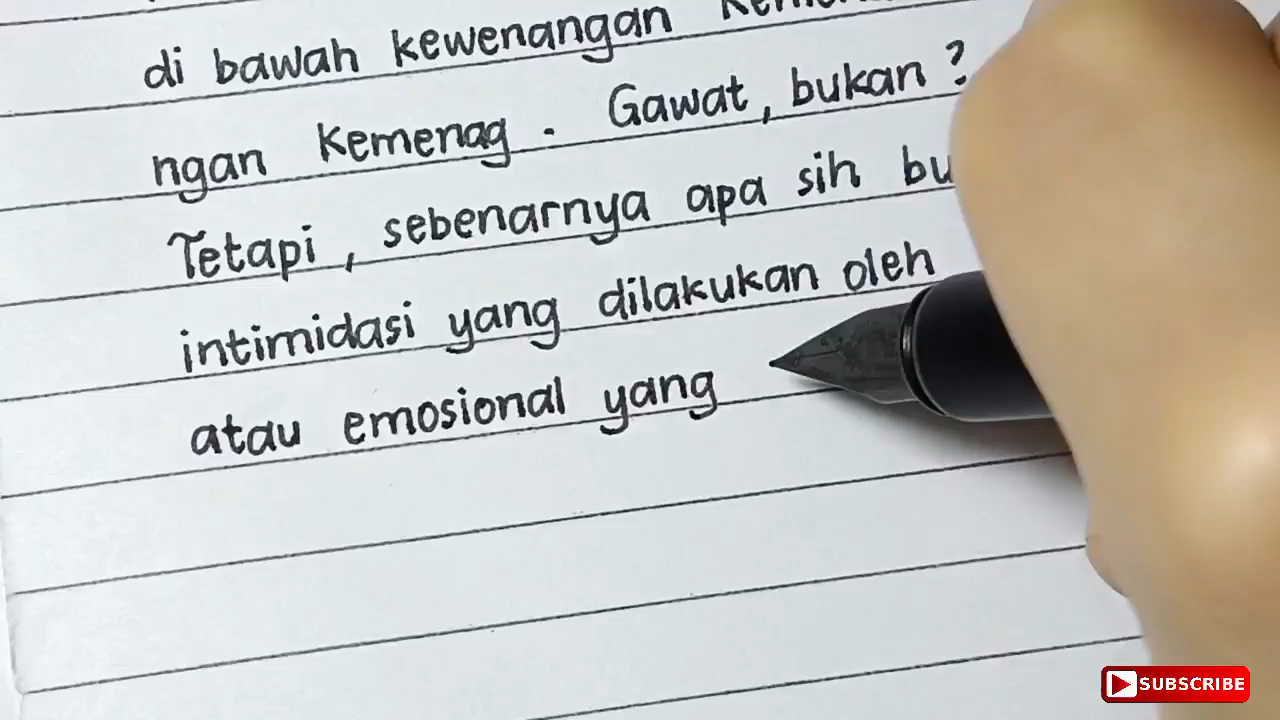 di bawah kewenangan
ngan Kemenag. Gawat, bukan?
Tetapi, sebenarnya apa sih bu
intimidasi yang dilakukan oleh
atau emosional yang
SUBSCRIBE